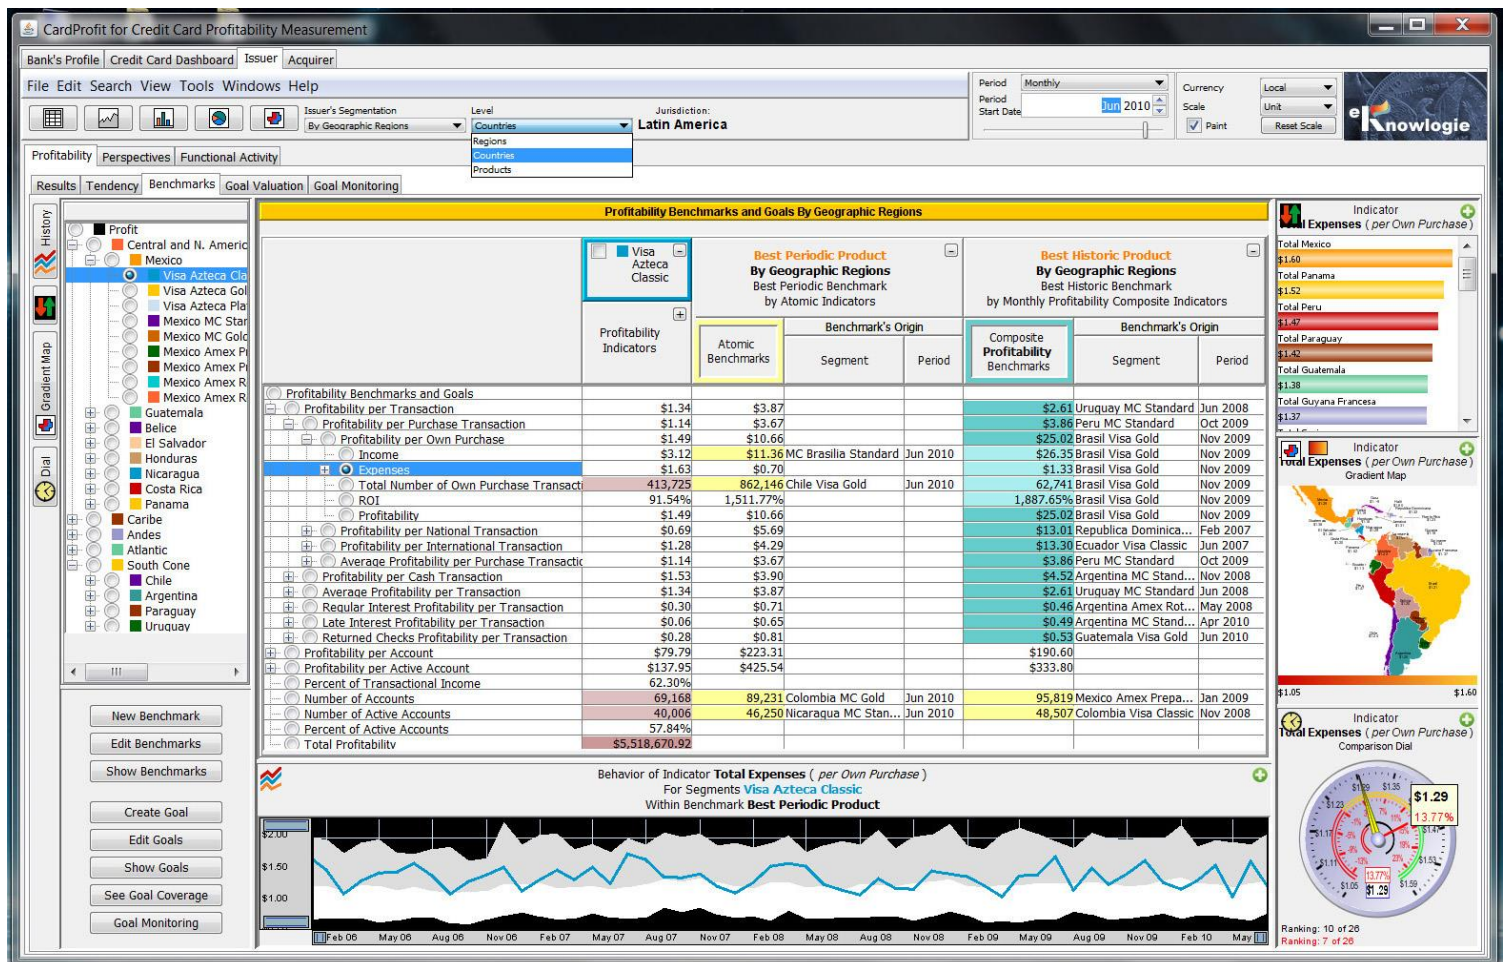 CardProfit for Credit Card Profitability Measurement
Bank's Profile Credit Card Dashboard Issuer Acquirer
File Edit Search View Tools Windows Help
Issuer's Segmentation
By Geographic Regions
Level
Countries
Regions
Countries
Products
Jurisdiction:
Latin America
Period Monthly
Period Start Date Jun 2010
Currency Local
Scale Unit
Paint Reset Scale
eKnowlogie
Profitability Perspectives Functional Activity
Results Tendency Benchmarks Goal Valuation Goal Monitoring
History
Gradient Map
Dial
Profit
Central and N. Americ
Mexico
Visa Azteca Cla
Visa Azteca Gol
Visa Azteca Pla
Mexico MC Star
Mexico MC Gold
Mexico Amex Pr
Mexico Amex Pr
Mexico Amex R
Mexico Amex R
Guatemala
Belice
El Salvador
Honduras
Nicaragua
Costa Rica
Panama
Caribe
Andes
Atlantic
South Cone
Chile
Argentina
Paraguay
Uruguay
New Benchmark
Edit Benchmarks
Show Benchmarks
Create Goal
Edit Goals
Show Goals
See Goal Coverage
Goal Monitoring
Profitability Benchmarks and Goals By Geographic Regions
Visa Azteca Classic
Profitability Indicators
Best Periodic Product
By Geographic Regions
Best Periodic Benchmark
by Atomic Indicators
Atomic Benchmarks
Benchmark's Origin
Segment Period
Best Historic Product
By Geographic Regions
Best Historic Benchmark
by Monthly Profitability Composite Indicators
Composite Profitability Benchmarks
Benchmark's Origin
Segment Period
Profitability Benchmarks and Goals
Profitability per Transaction $1.34 $3.87 $2.61 Uruguay MC Standard Jun 2008
Profitability per Purchase Transaction $1.14 $3.67 $3.86 Peru MC Standard Oct 2009
Profitability per Own Purchase $1.49 $10.66 $25.02 Brasil Visa Gold Nov 2009
Income $3.12 $11.36 MC Brasilia Standard Jun 2010 $26.35 Brasil Visa Gold Nov 2009
Expenses $1.63 $0.70 $1.33 Brasil Visa Gold Nov 2009
Total Number of Own Purchase Transacti 413,725 862,146 Chile Visa Gold Jun 2010 62,741 Brasil Visa Gold Nov 2009
ROI 91.54% 1,511.77% 1,887.65% Brasil Visa Gold Nov 2009
Profitability $1.49 $10.66 $25.02 Brasil Visa Gold Nov 2009
Profitability per National Transaction $0.69 $5.69 $13.01 Republica Dominica... Feb 2007
Profitability per International Transaction $1.28 $4.29 $13.30 Ecuador Visa Classic Jun 2007
Average Profitability per Purchase Transactic $1.14 $3.67 $3.86 Peru MC Standard Oct 2009
Profitability per Cash Transaction $1.53 $3.90 $4.52 Argentina MC Stand... Nov 2008
Average Profitability per Transaction $1.34 $3.87 $2.61 Uruguay MC Standard Jun 2008
Regular Interest Profitability per Transaction $0.30 $0.71 $0.46 Argentina Amex Rot... May 2008
Late Interest Profitability per Transaction $0.06 $0.65 $0.49 Argentina MC Stand... Apr 2010
Returned Checks Profitability per Transaction $0.28 $0.81 $0.53 Guatemala Visa Gold Jun 2010
Profitability per Account $79.79 $223.31 $190.60
Profitability per Active Account $137.95 $425.54 $333.80
Percent of Transactional Income 62.30%
Number of Accounts 69,168 89,231 Colombia MC Gold Jun 2010 95,819 Mexico Amex Prepa... Jan 2009
Number of Active Accounts 40,006 46,250 Nicaragua MC Stan... Jun 2010 48,507 Colombia Visa Classic Nov 2008
Percent of Active Accounts 57.84%
Total Profitability $5,518,670.92
Behavior of Indicator Total Expenses ( per Own Purchase )
For Segments Visa Azteca Classic
Within Benchmark Best Periodic Product
$2.00
$1.50
$1.00
Feb 06 May 06 Aug 06 Nov 06 Feb 07 May 07 Aug 07 Nov 07 Feb 08 May 08 Aug 08 Nov 08 Feb 09 May 09 Aug 09 Nov 09 Feb 10 May
Indicator
Total Expenses ( per Own Purchase )
Total Mexico
$1.60
Total Panama
$1.52
Total Peru
$1.47
Total Paraguay
$1.42
Total Guatemala
$1.38
Total Guyana Francesa
$1.37
Indicator
Total Expenses ( per Own Purchase )
Gradient Map
$1.05 $1.60
Indicator
Total Expenses ( per Own Purchase )
Comparison Dial
$1.05
$1.11
$1.17
$1.23
$1.29
$1.35
$1.47
$1.53
$1.59
$1.29
13.77%
13.77%
$1.29
Ranking: 10 of 26
Ranking: 7 of 26